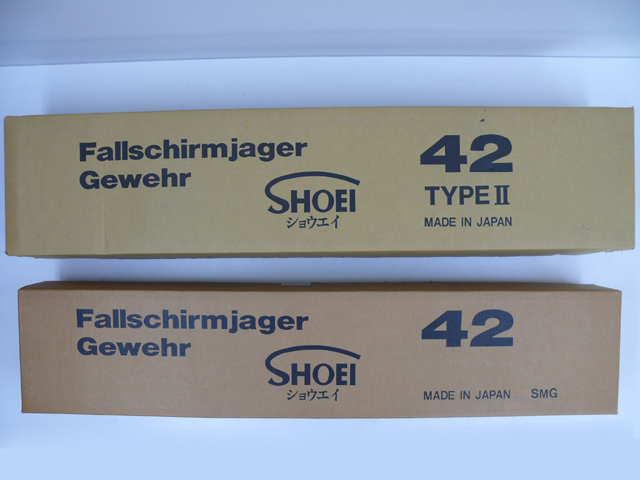 Fallschirmjager
Gewehr
SHOEI
ショウエイ
42
TYPE II
MADE IN JAPAN
Fallschirmjager
Gewehr
SHOEI
ショウエイ
42
MADE IN JAPAN SMG